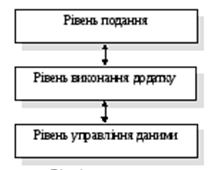 Рівень подання
Рівень виконання додатку
Рівень управління даними